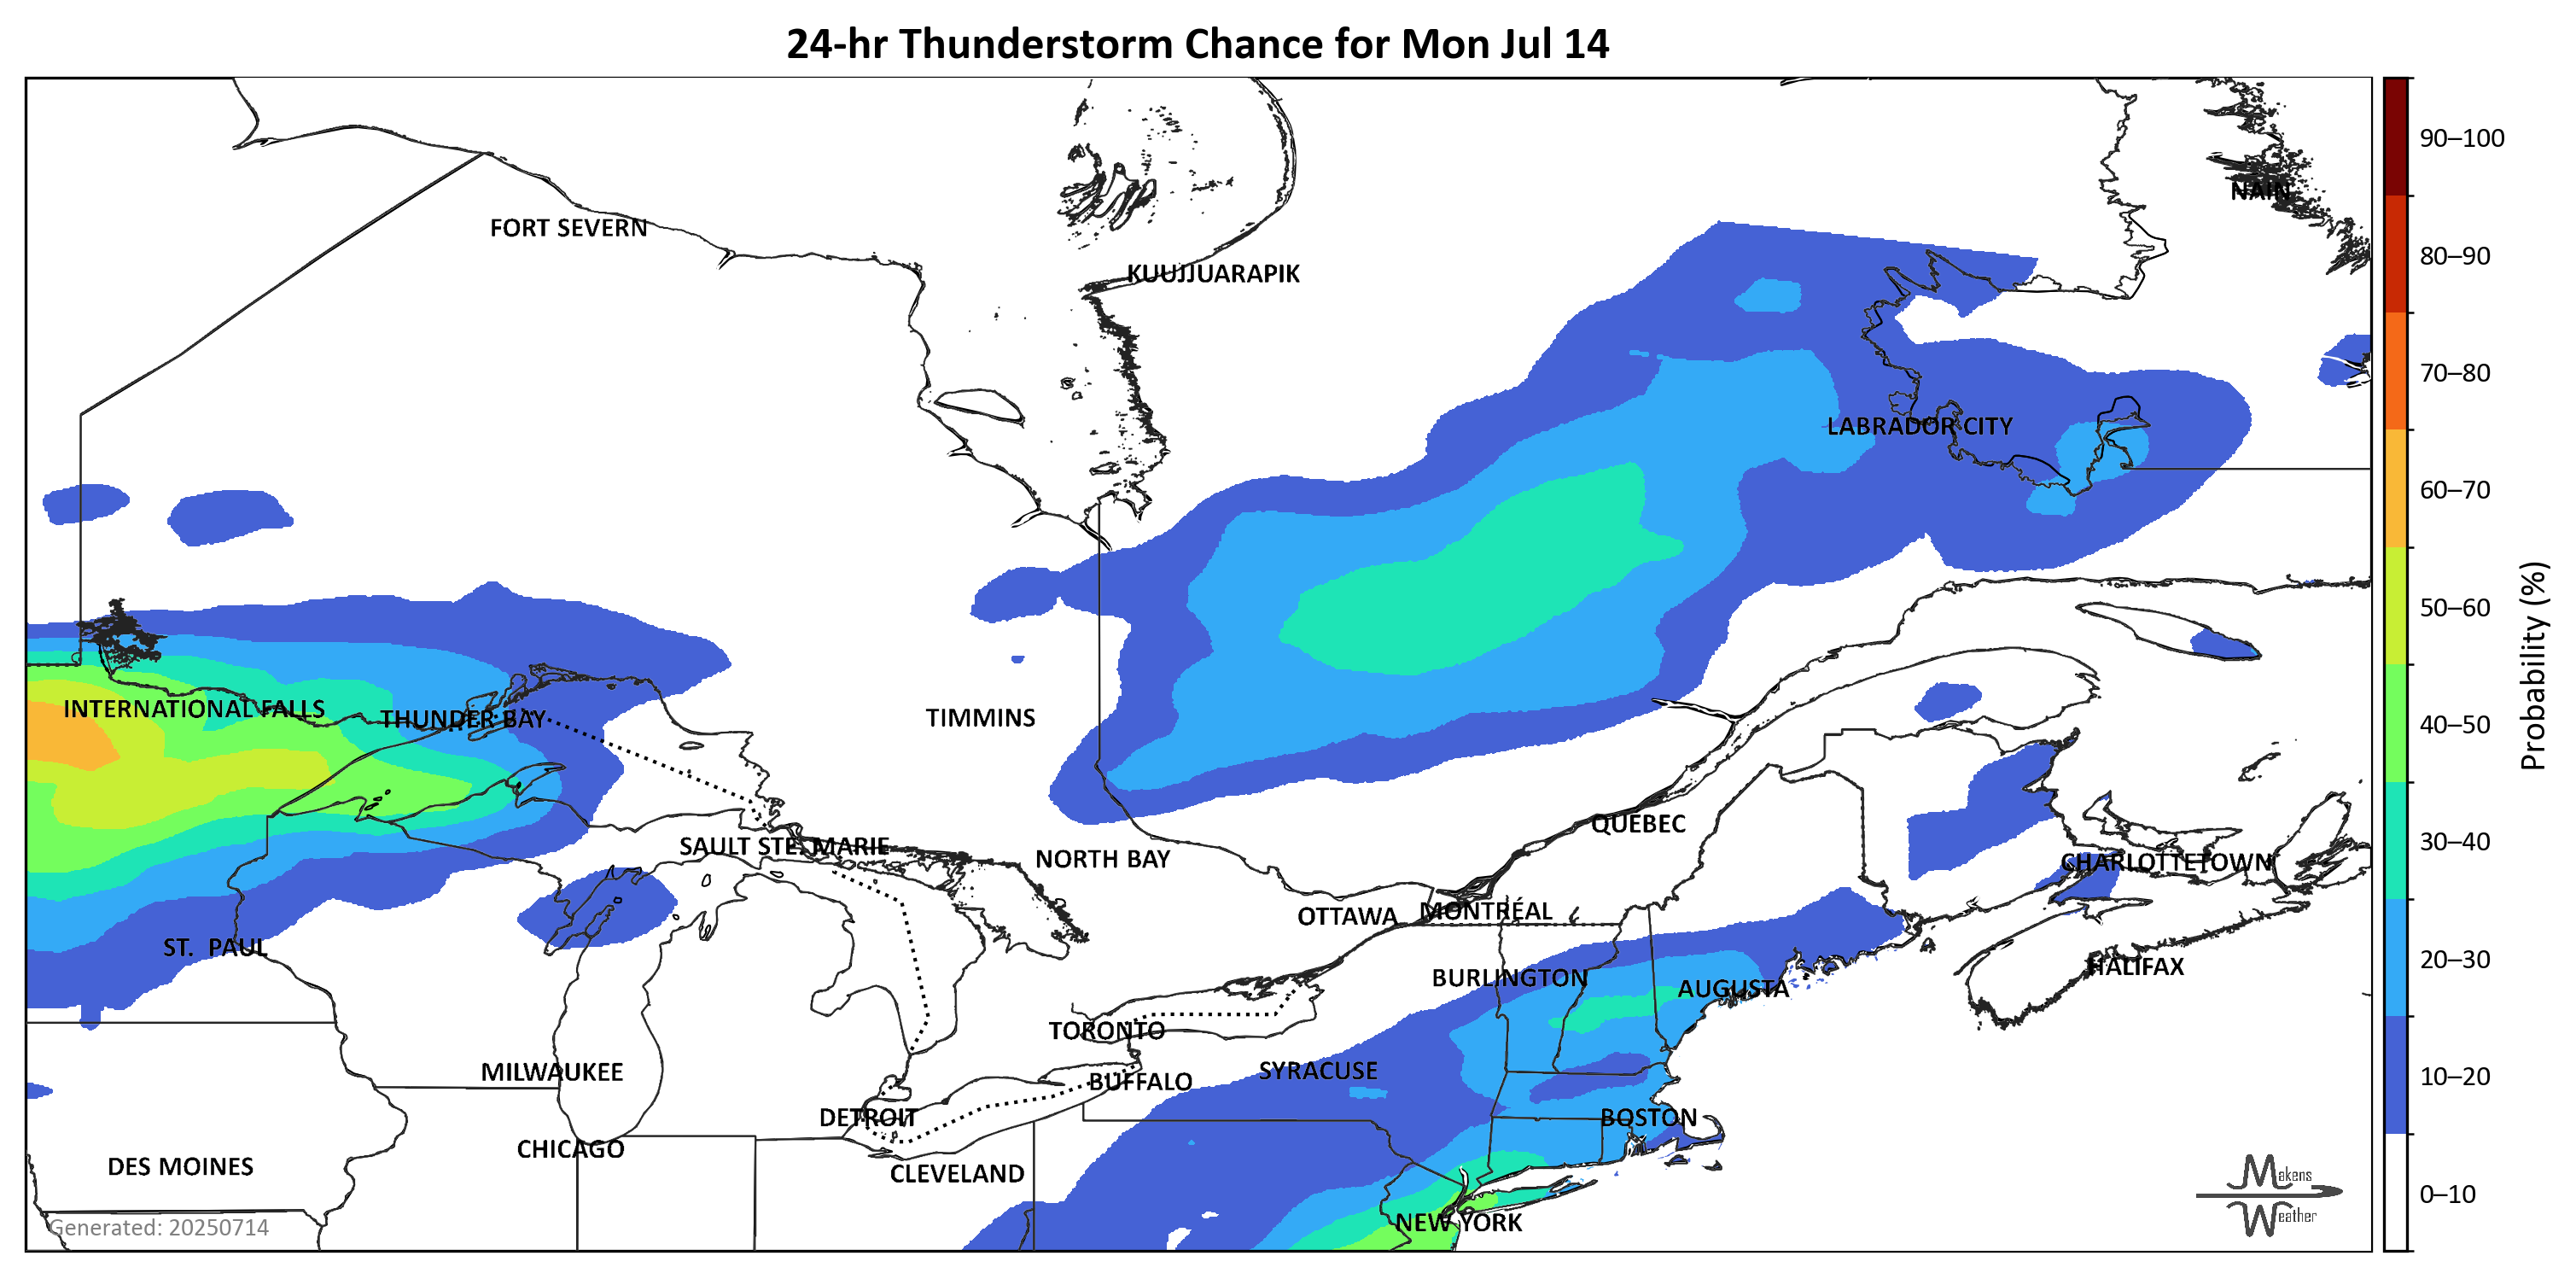 24-hr Thunderstorm Chance for Mon Jul 14
NAIN
FORT SEVERN
KUUJJUARAPIK
LABRADOR CITY
INTERNATIONAL FALLS
THUNDER BAY
TIMMINS
QUEBEC
SAULT STE. MARIE
NORTH BAY
CHARLOTTETOWN
OTTAWA
MONTRÉAL
ST. PAUL
HALIFAX
BURLINGTON
AUGUSTA
TORONTO
MILWAUKEE
SYRACUSE
BUFFALO
DETROIT
BOSTON
CHICAGO
DES MOINES
CLEVELAND
NEW YORK
Generated: 20250714
Makens
Weather
90–100
80–90
70–80
60–70
50–60
40–50
30–40
20–30
10–20
0–10
Probability (%)